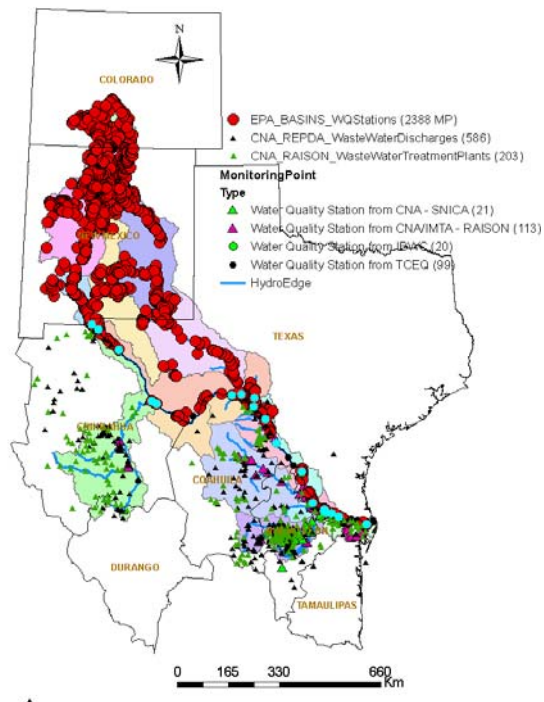 N
COLORADO
EPA_BASINS_WQStations (2388 MP)
CNA_REPDA_WasteWaterDischarges (586)
CNA_RAISON_WasteWaterTreatmentPlants (203)
MonitoringPoint
Type
Water Quality Station from CNA - SNICA (21)
Water Quality Station from CNA/IMTA - RAISON (113)
Water Quality Station from IBWC (20)
Water Quality Station from TCEQ (99)
HydroEdge
MEXICO
TEXAS
CHIHUAHUA
COAHUILA
DURANGO
TAMAULIPAS
0 165 330 660
Km